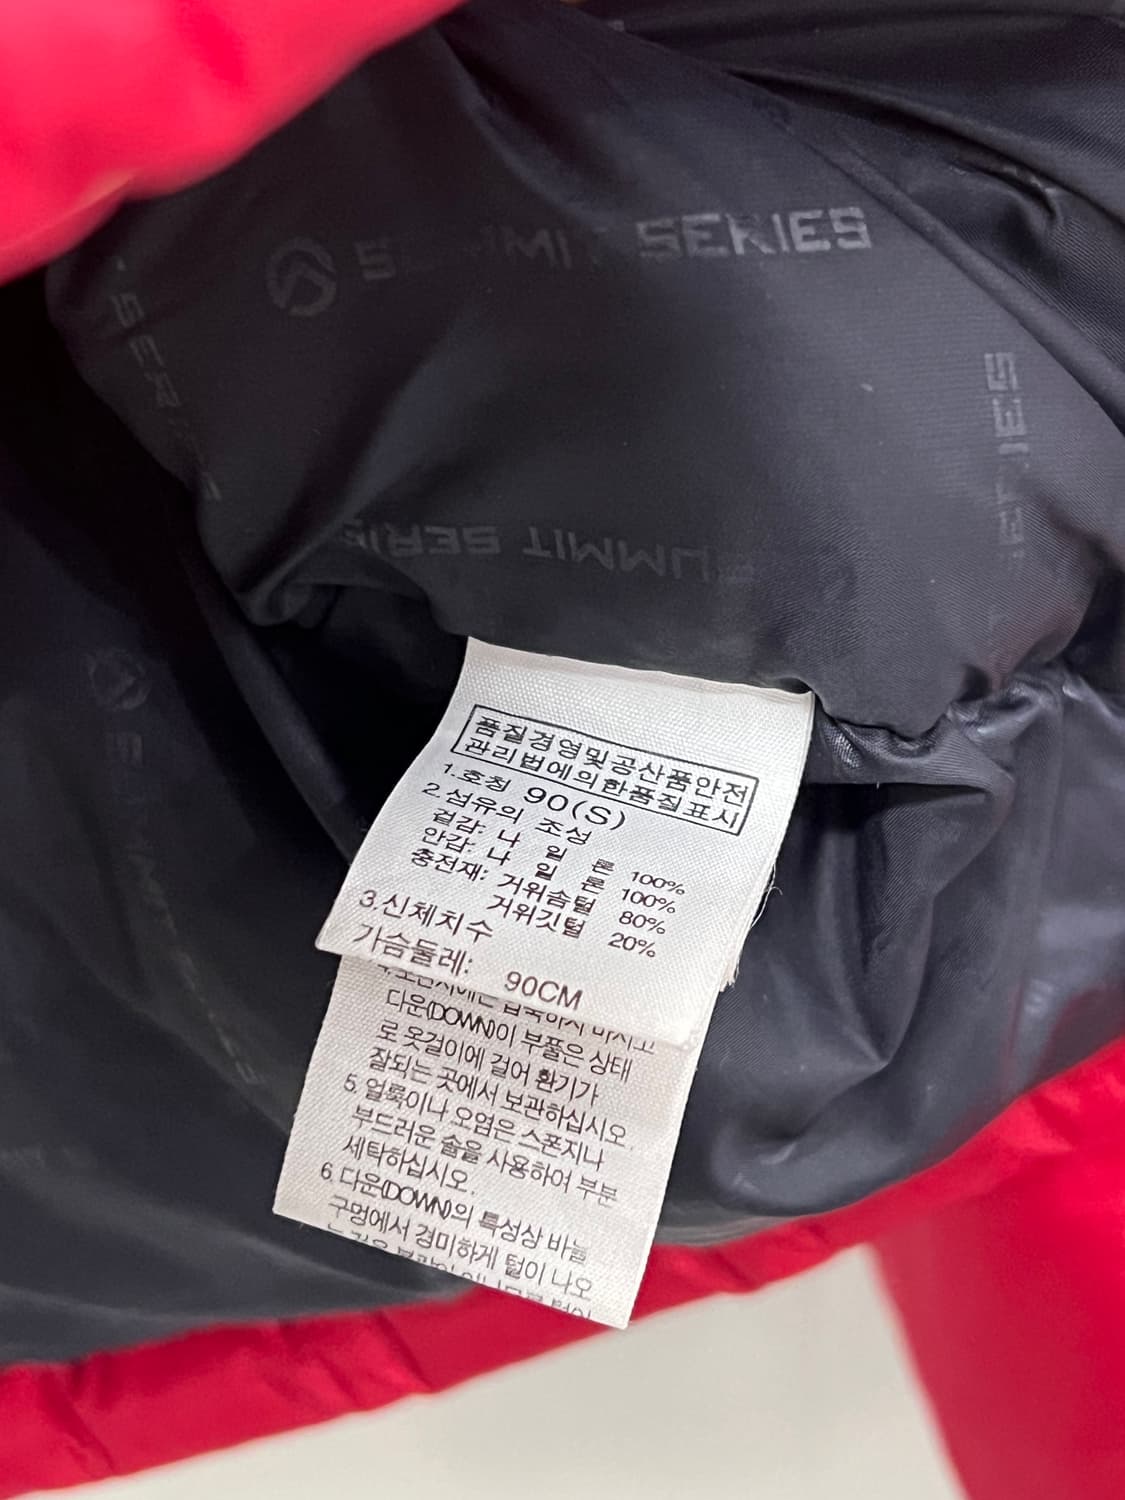 SERIES
SERIES
IES
SUMMIT SERIE
품질경영및공산품안전
관리법에의한품질표시
1.호칭 90(S)
2.섬유의 조성
겉감: 나 일 론 100%
안감: 나 일 론 100%
충전재: 거위솜털 80%
거위깃털 20%
3.신체치수
가슴둘레: 90CM
다운(DOWN)이 부풀은 상태
로 옷걸이에 걸어 환기가
잘되는 곳에서 보관하십시오.
5. 얼룩이나 오염은 스폰지나
부드러운 솔을 사용하여 부분
세탁하십시오.
6. 다운(DOWN)의 특성상 바늘
구멍에서 경미하게 털이 나오